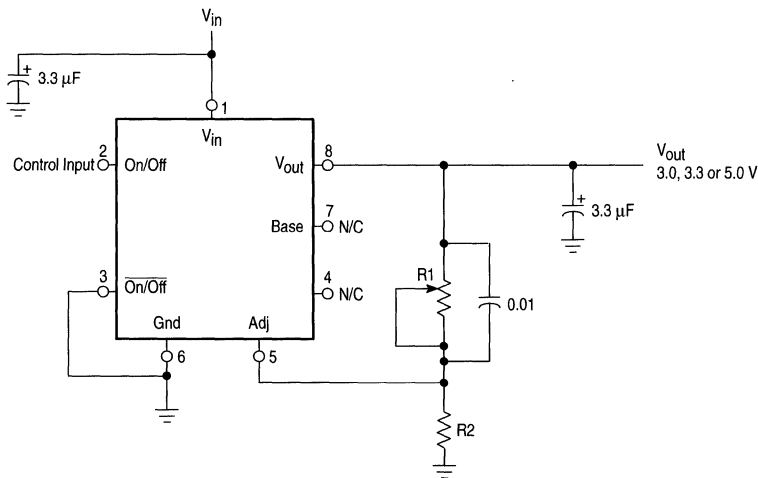 Vin
+
3.3 μF
1
Vin
2
Control Input
On/Off
Vout
8
Vout
3.0, 3.3 or 5.0 V
+
3.3 μF
7
Base
N/C
R1
4
N/C
0.01
3
On/Off
Gnd
Adj
6
5
R2